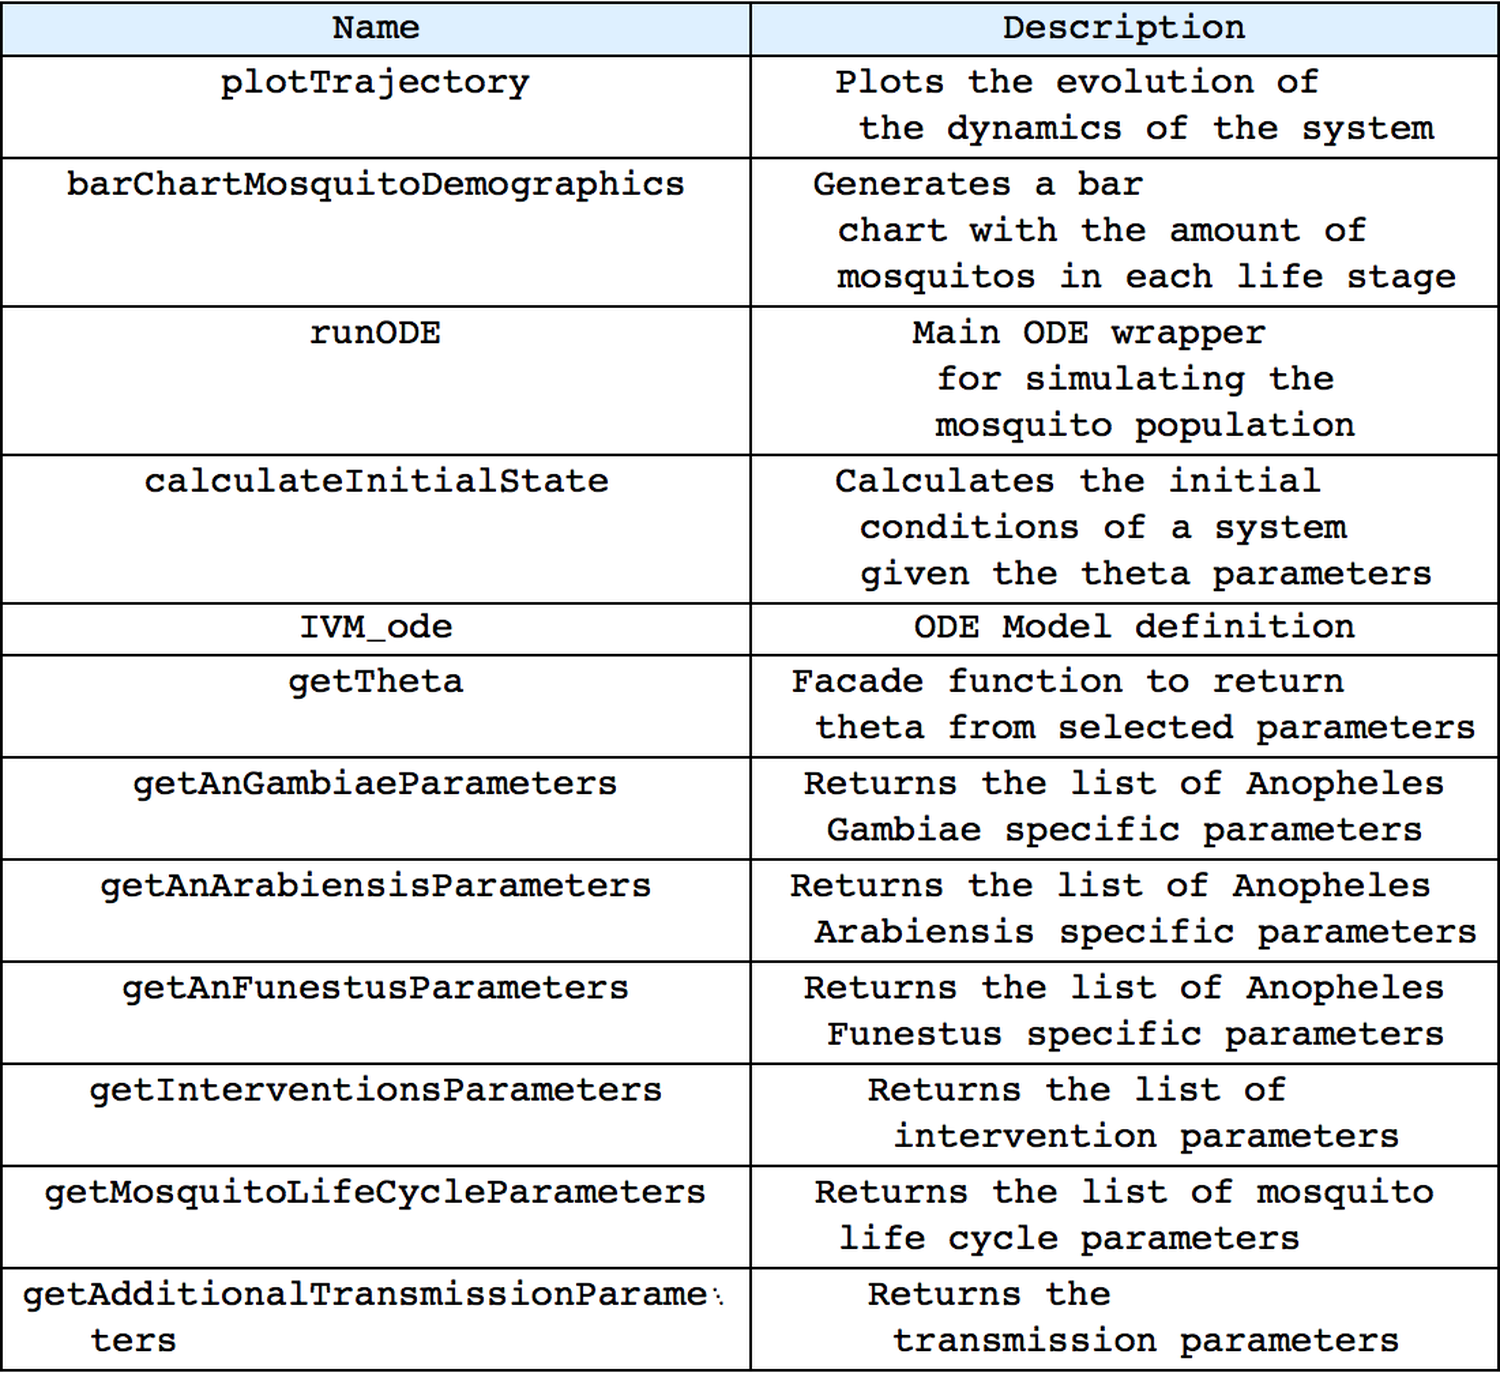 Name Description
plotTrajectory Plots the evolution of
the dynamics of the system
barChartMosquitoDemographics Generates a bar
chart with the amount of
mosquitos in each life stage
runODE Main ODE wrapper
for simulating the
mosquito population
calculateInitialState Calculates the initial
conditions of a system
given the theta parameters
IVM_ode ODE Model definition
getTheta Facade function to return
theta from selected parameters
getAnGambiaeParameters Returns the list of Anopheles
Gambiae specific parameters
getAnArabiensisParameters Returns the list of Anopheles
Arabiensis specific parameters
getAnFunestusParameters Returns the list of Anopheles
Funestus specific parameters
getInterventionsParameters Returns the list of
intervention parameters
getMosquitoLifeCycleParameters Returns the list of mosquito
life cycle parameters
getAdditionalTransmissionParame⋱ Returns the
ters transmission parameters